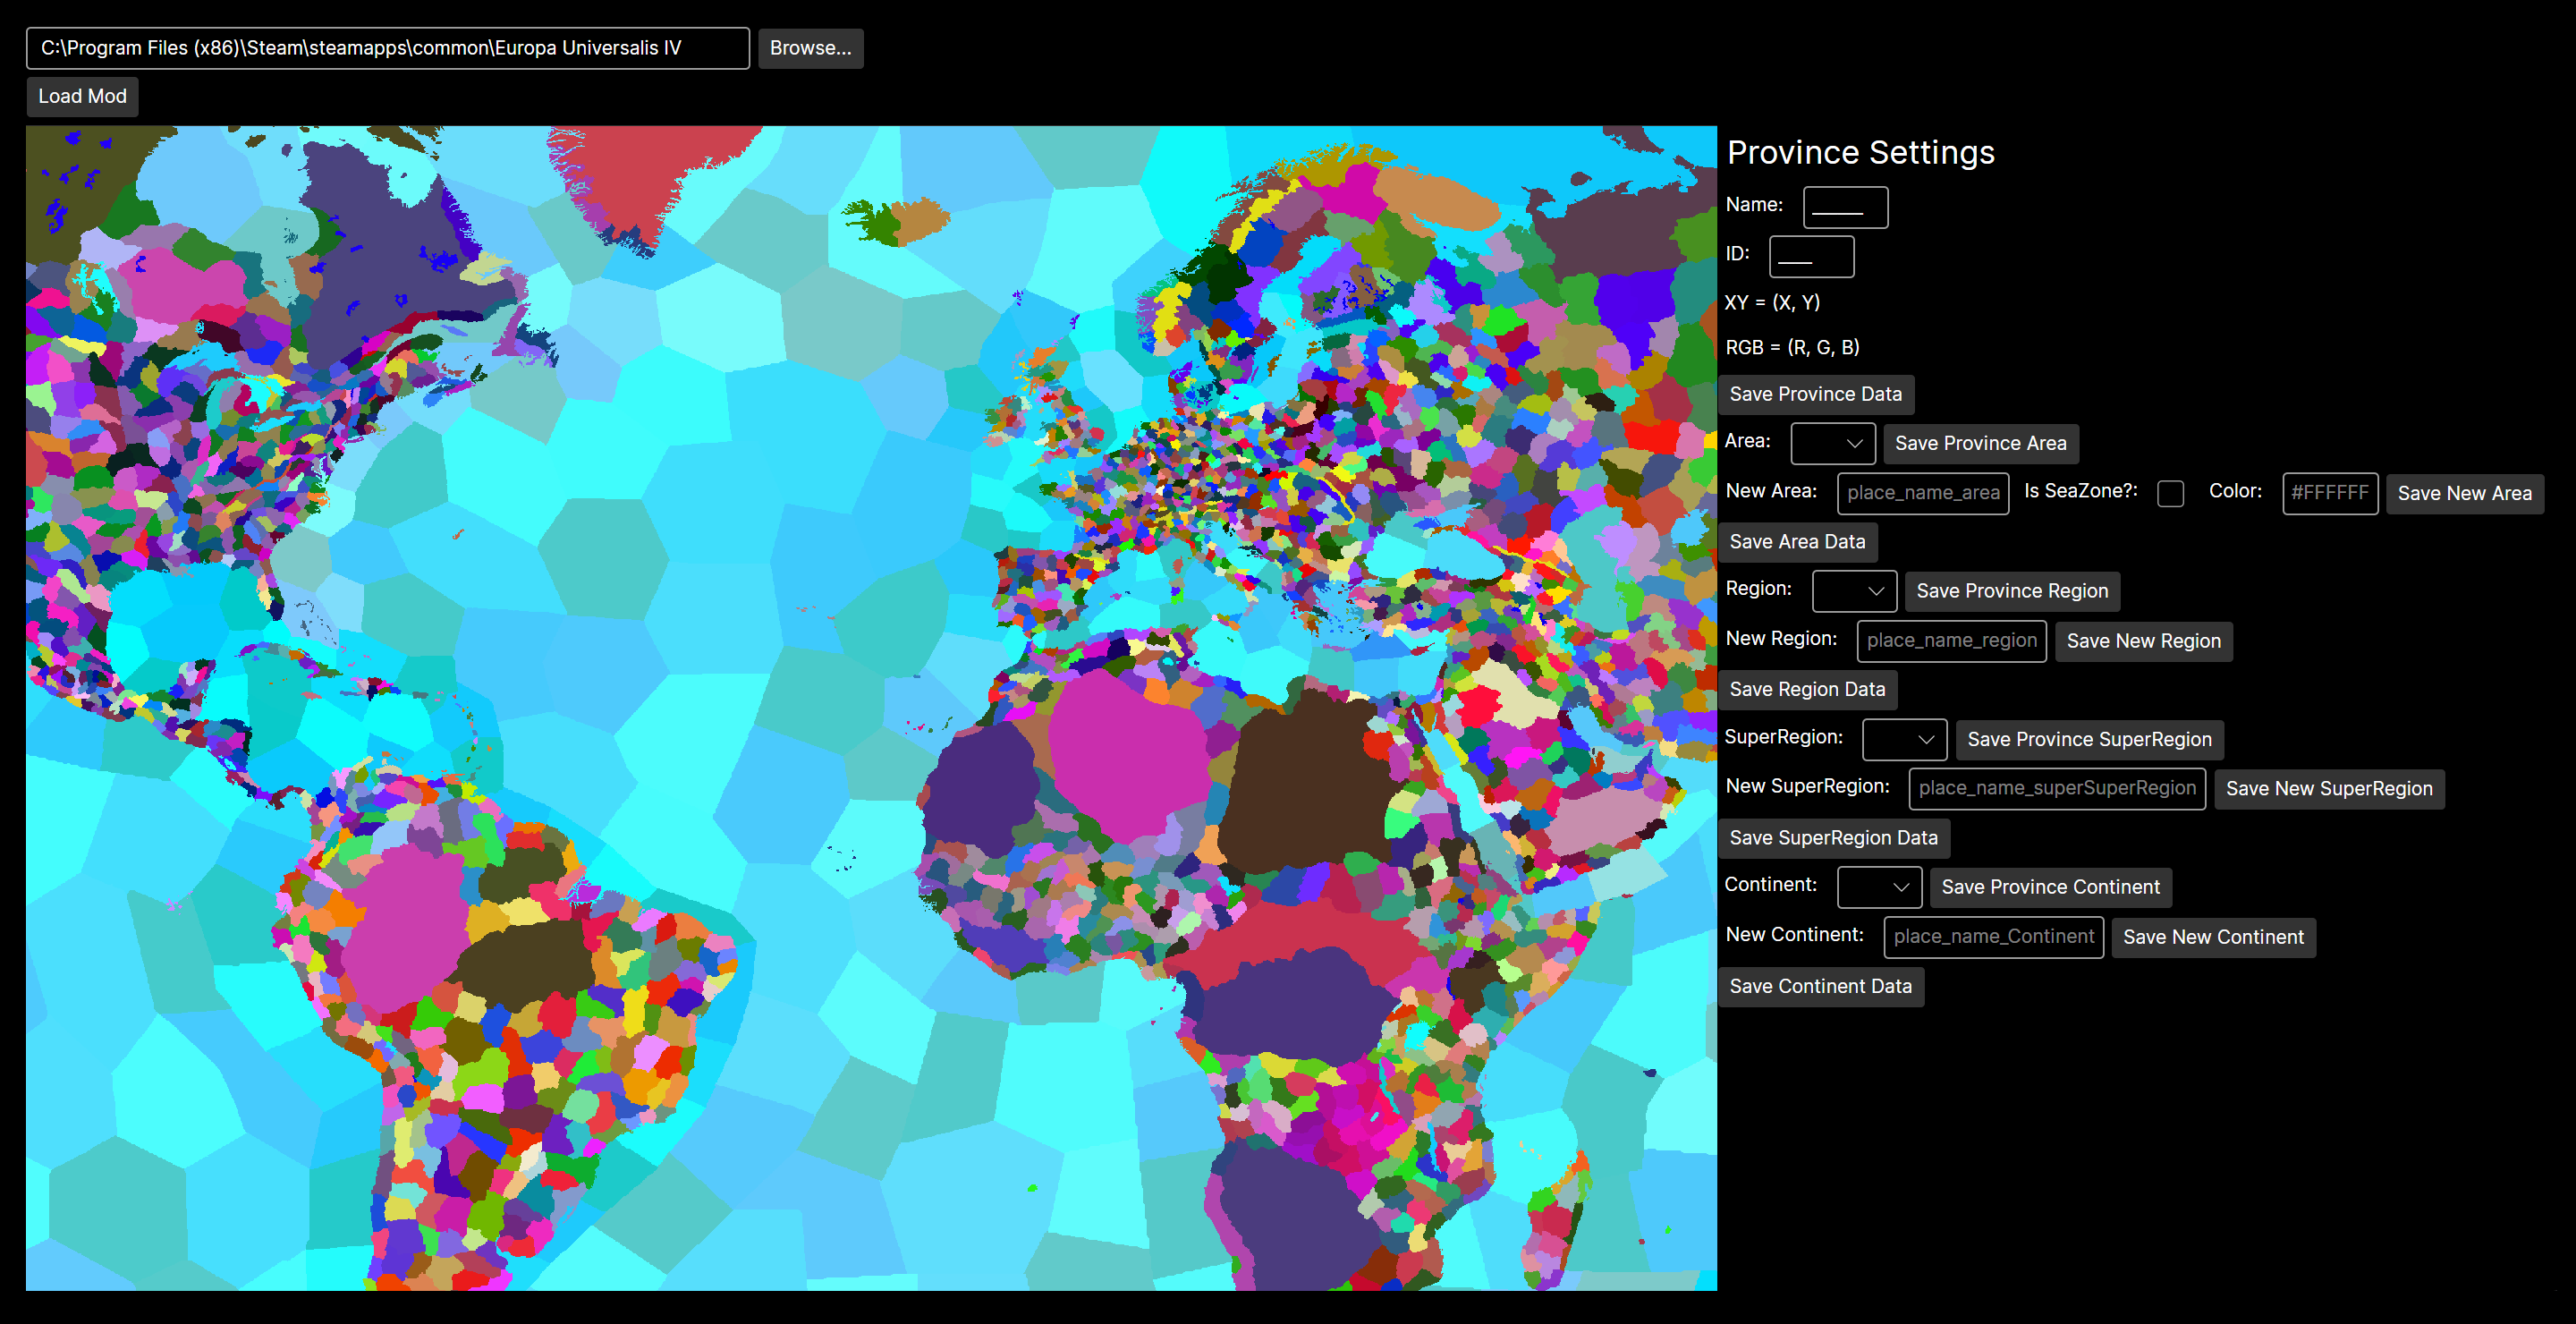 C:\Program Files (x86)\Steam\steamapps\common\Europa Universalis IV Browse...
Load Mod
Province Settings
Name: _____
ID: ___
XY = (X, Y)
RGB = (R, G, B)
Save Province Data
Area: Save Province Area
New Area: place_name_area Is SeaZone?: Color: #FFFFFF Save New Area
Save Area Data
Region: Save Province Region
New Region: place_name_region Save New Region
Save Region Data
SuperRegion: Save Province SuperRegion
New SuperRegion: place_name_superSuperRegion Save New SuperRegion
Save SuperRegion Data
Continent: Save Province Continent
New Continent: place_name_Continent Save New Continent
Save Continent Data